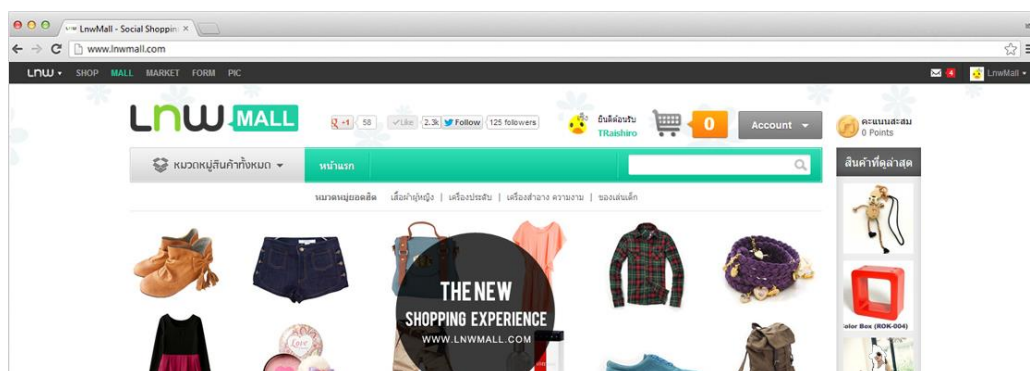 LnwMall - Social Shopping
www.lnwmall.com
LnW SHOP MALL MARKET FORM PIC 4 LnwMall
LnW MALL
+1 58 Like 2.3k Follow 125 followers
ยินดีต้อนรับ
TRaishiro
0
Account
คะแนนสะสม
0 Points
หมวดหมู่สินค้าทั้งหมด หน้าแรก
สินค้าที่ดูล่าสุด
หมวดหมู่ยอดฮิต เสื้อผ้าผู้หญิง | เครื่องประดับ | เครื่องสำอาง ความงาม | ของเล่นเด็ก
THE NEW
SHOPPING EXPERIENCE
WWW.LNWMALL.COM
Love
Color Box (ROK-004)